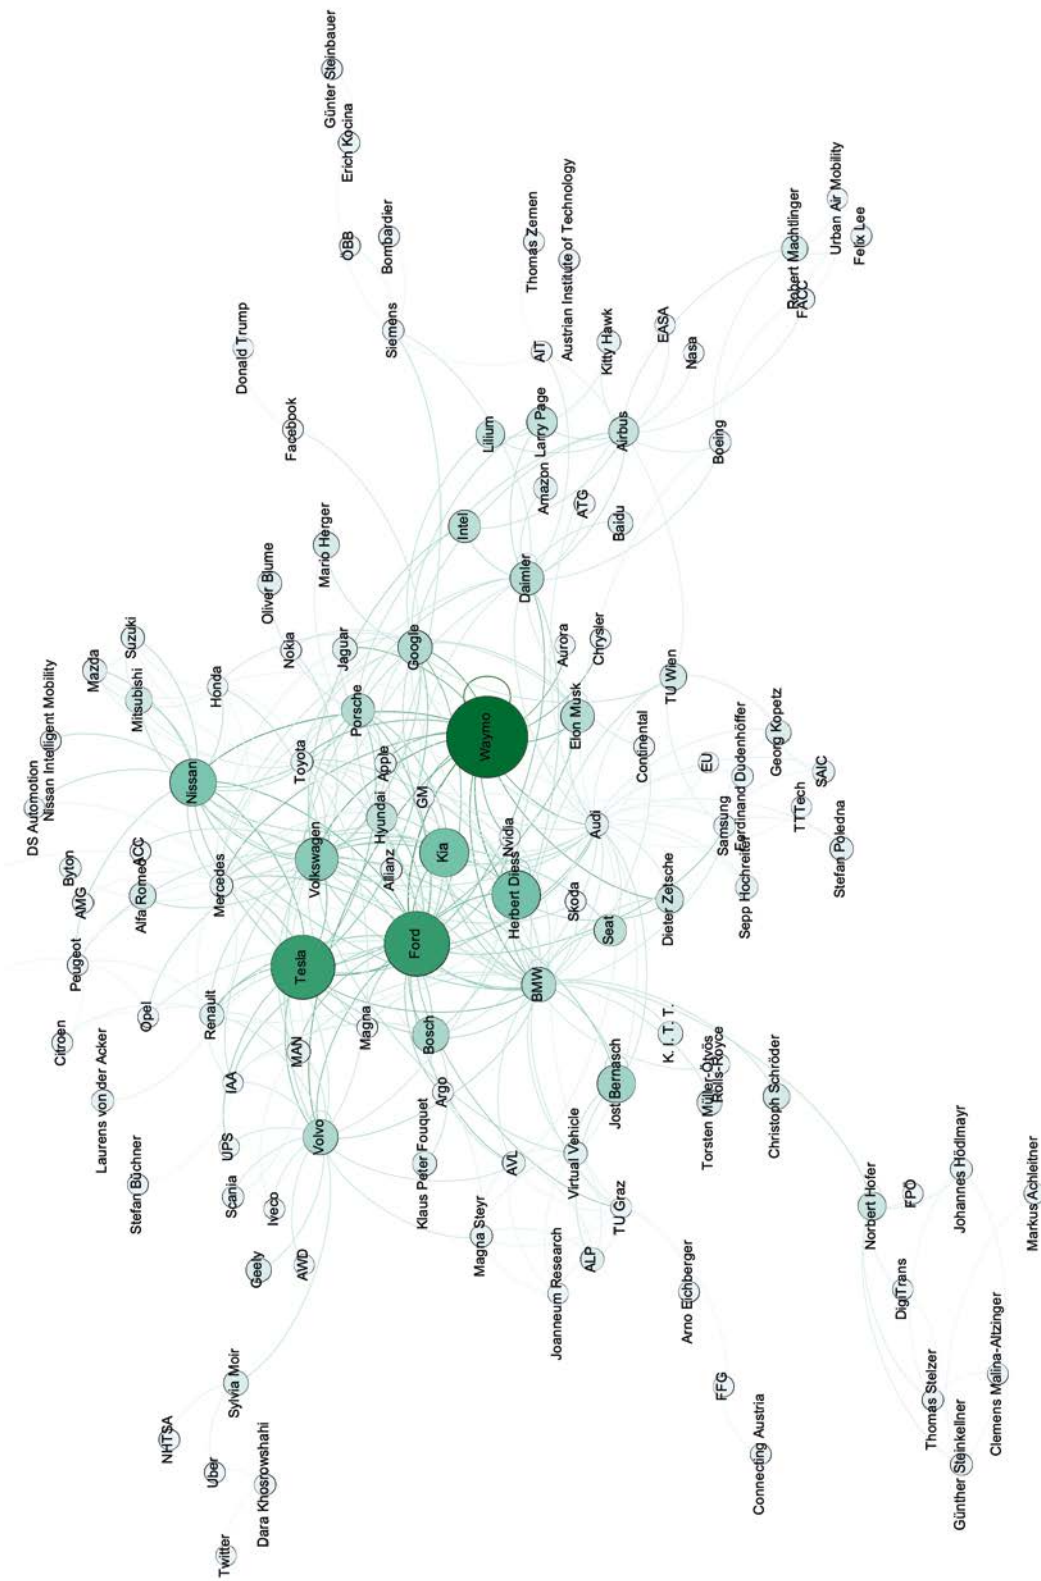 DS Automotion
Nissan Intelligent Mobility
Citroen
Peugeot
Byton
AMG
Mazda
Laurens von der Acker
Stefan Büchner
Opel
Alfa Romeo
ACC
Mitsubishi
Suzuki
NHTSA
Renault
Mercedes
Nissan
Honda
Uber
Twitter
Sylvia Moir
Scania
UPS
IAA
Donald Trump
Dara Khosrowshahi
Geely
Iveco
Oliver Blume
AWD
MAN
Tesla
Toyota
Nokia
Facebook
Volvo
Volkswagen
Mario Herger
Günter Steinbauer
Jaguar
Erich Kocina
ÖBB
Magna
Porsche
Allianz
Hyundai
Apple
Siemens
Bombardier
Ford
GM
Google
Klaus Peter Fouquet
Bosch
Argo
Kia
Intel
Magna Steyr
Waymo
Lilium
AVL
Herbert Diess
Nvidia
Daimler
BMW
Amazon
Larry Page
AIT
Thomas Zemen
Joanneum Research
Virtual Vehicle
Skoda
Elon Musk
Aurora
Austrian Institute of Technology
ALP
ATG
Seat
Audi
Chrysler
Kitty Hawk
TU Graz
Jost Bernasch
Baidu
Airbus
Continental
K. I. T. T.
Dieter Zetsche
TU Wien
EASA
Arno Eichberger
Nasa
Torsten Müller-Ötvös
Rolls-Royce
EU
Samsung
Boeing
FFG
Sepp Hochreiter
Ferdinand Dudenhöffer
Connecting Austria
Christoph Schröder
Georg Kopetz
Robert Machtlinger
TTTech
FACC
SAIC
Stefan Poledna
Urban Air Mobility
Felix Lee
Norbert Hofer
DigiTrans
FPÖ
Thomas Stelzer
Günther Steinkellner
Johannes Hödlmayr
Clemens Malina-Altzinger
Markus Achleitner